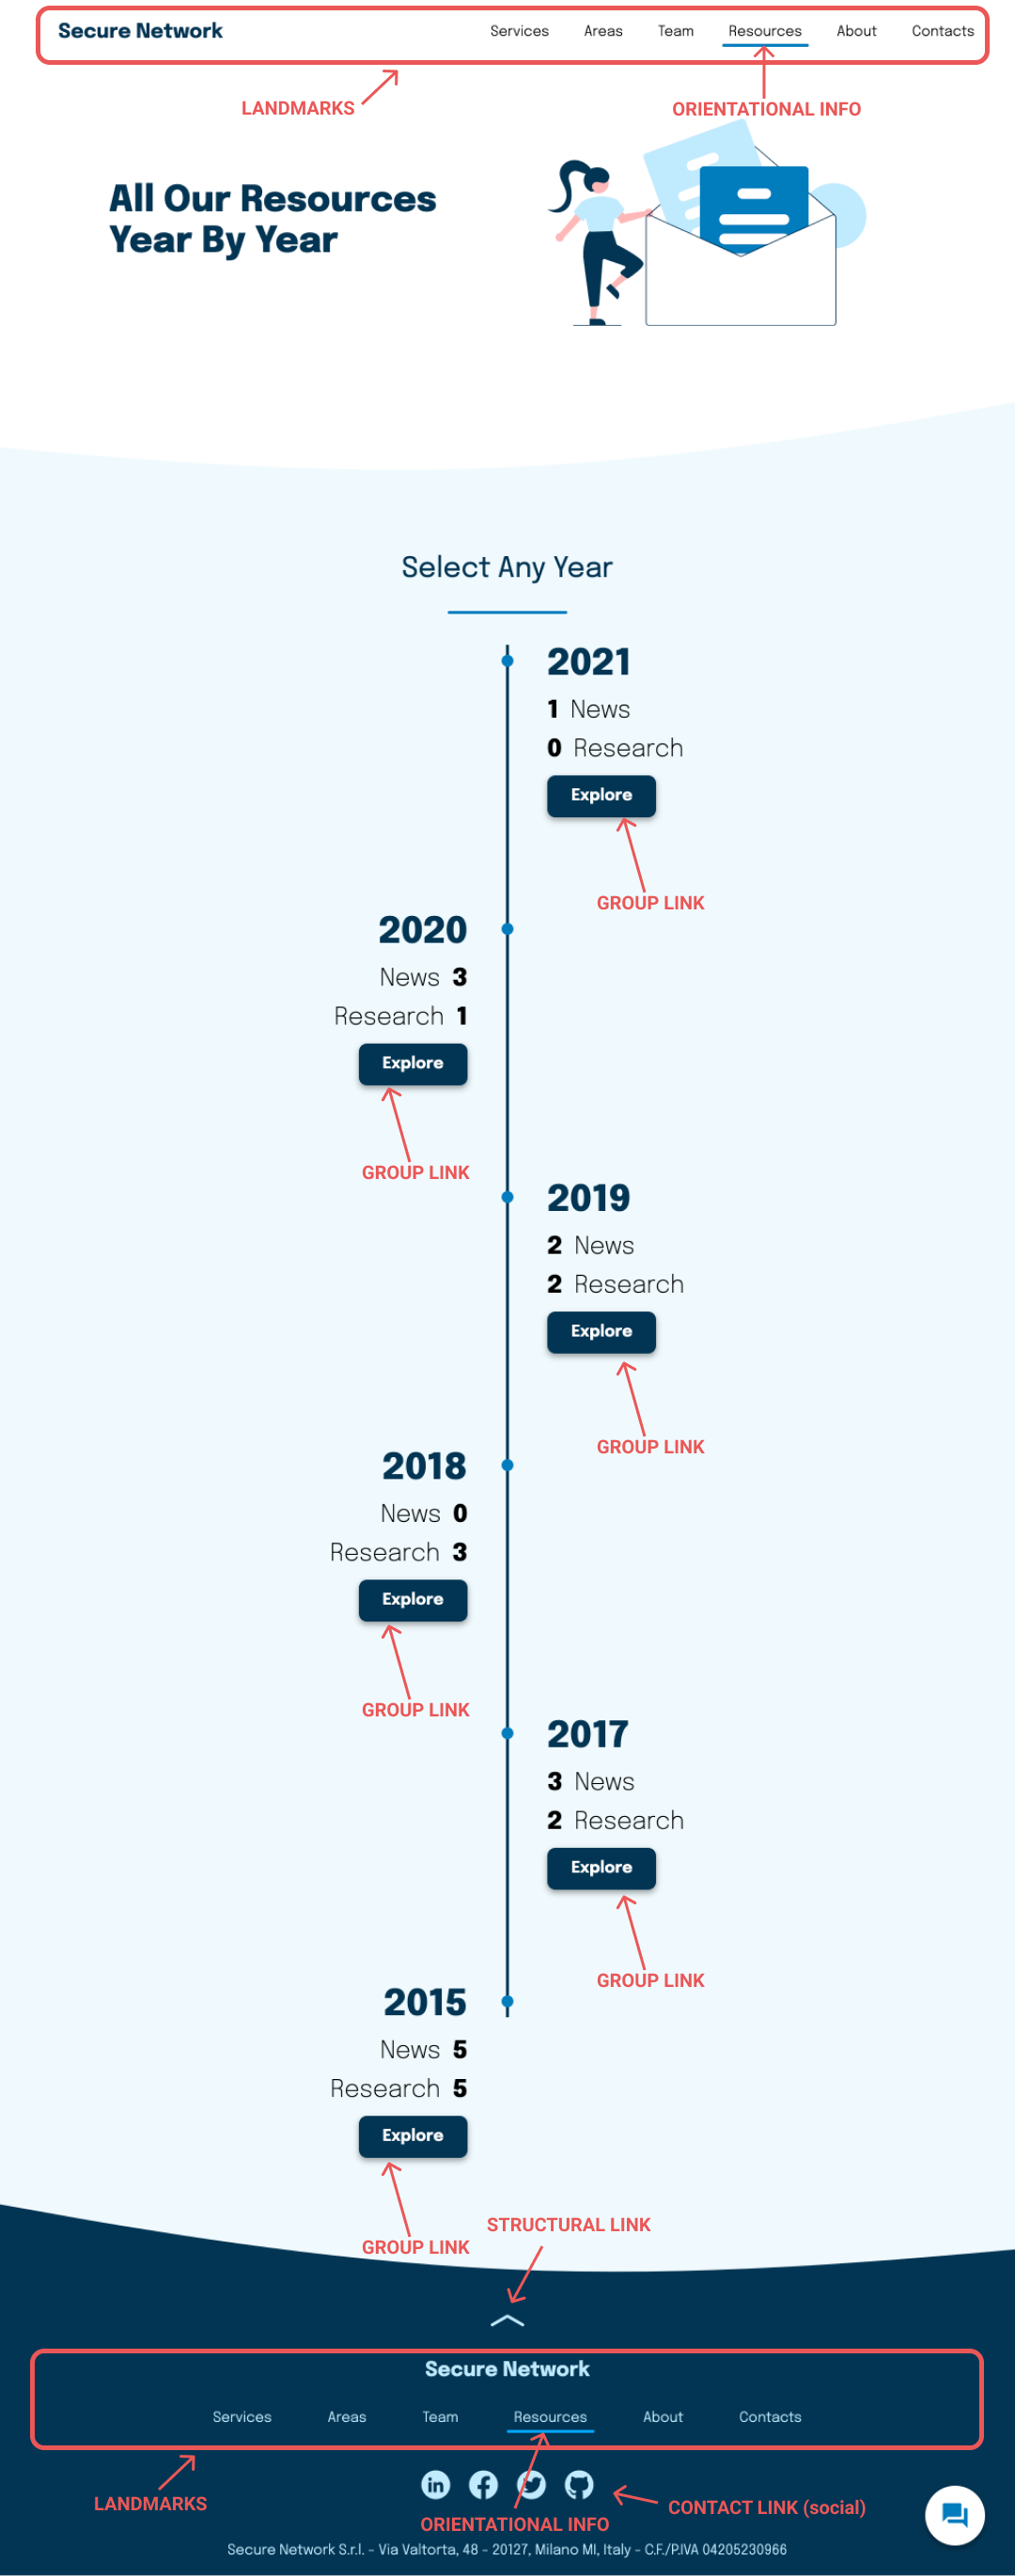 Secure Network
Services Areas Team Resources About Contacts
LANDMARKS
ORIENTATIONAL INFO
All Our Resources
Year By Year
Select Any Year
2021
1 News
0 Research
Explore
GROUP LINK
2020
News 3
Research 1
Explore
GROUP LINK
2019
2 News
2 Research
Explore
GROUP LINK
2018
News 0
Research 3
Explore
GROUP LINK
2017
3 News
2 Research
Explore
GROUP LINK
2015
News 5
Research 5
Explore
GROUP LINK
STRUCTURAL LINK
Secure Network
Services Areas Team Resources About Contacts
LANDMARKS
in
CONTACT LINK (social)
ORIENTATIONAL INFO
Secure Network S.r.l. - Via Valtorta, 48 - 20127, Milano MI, Italy - C.F./P.IVA 04205230966